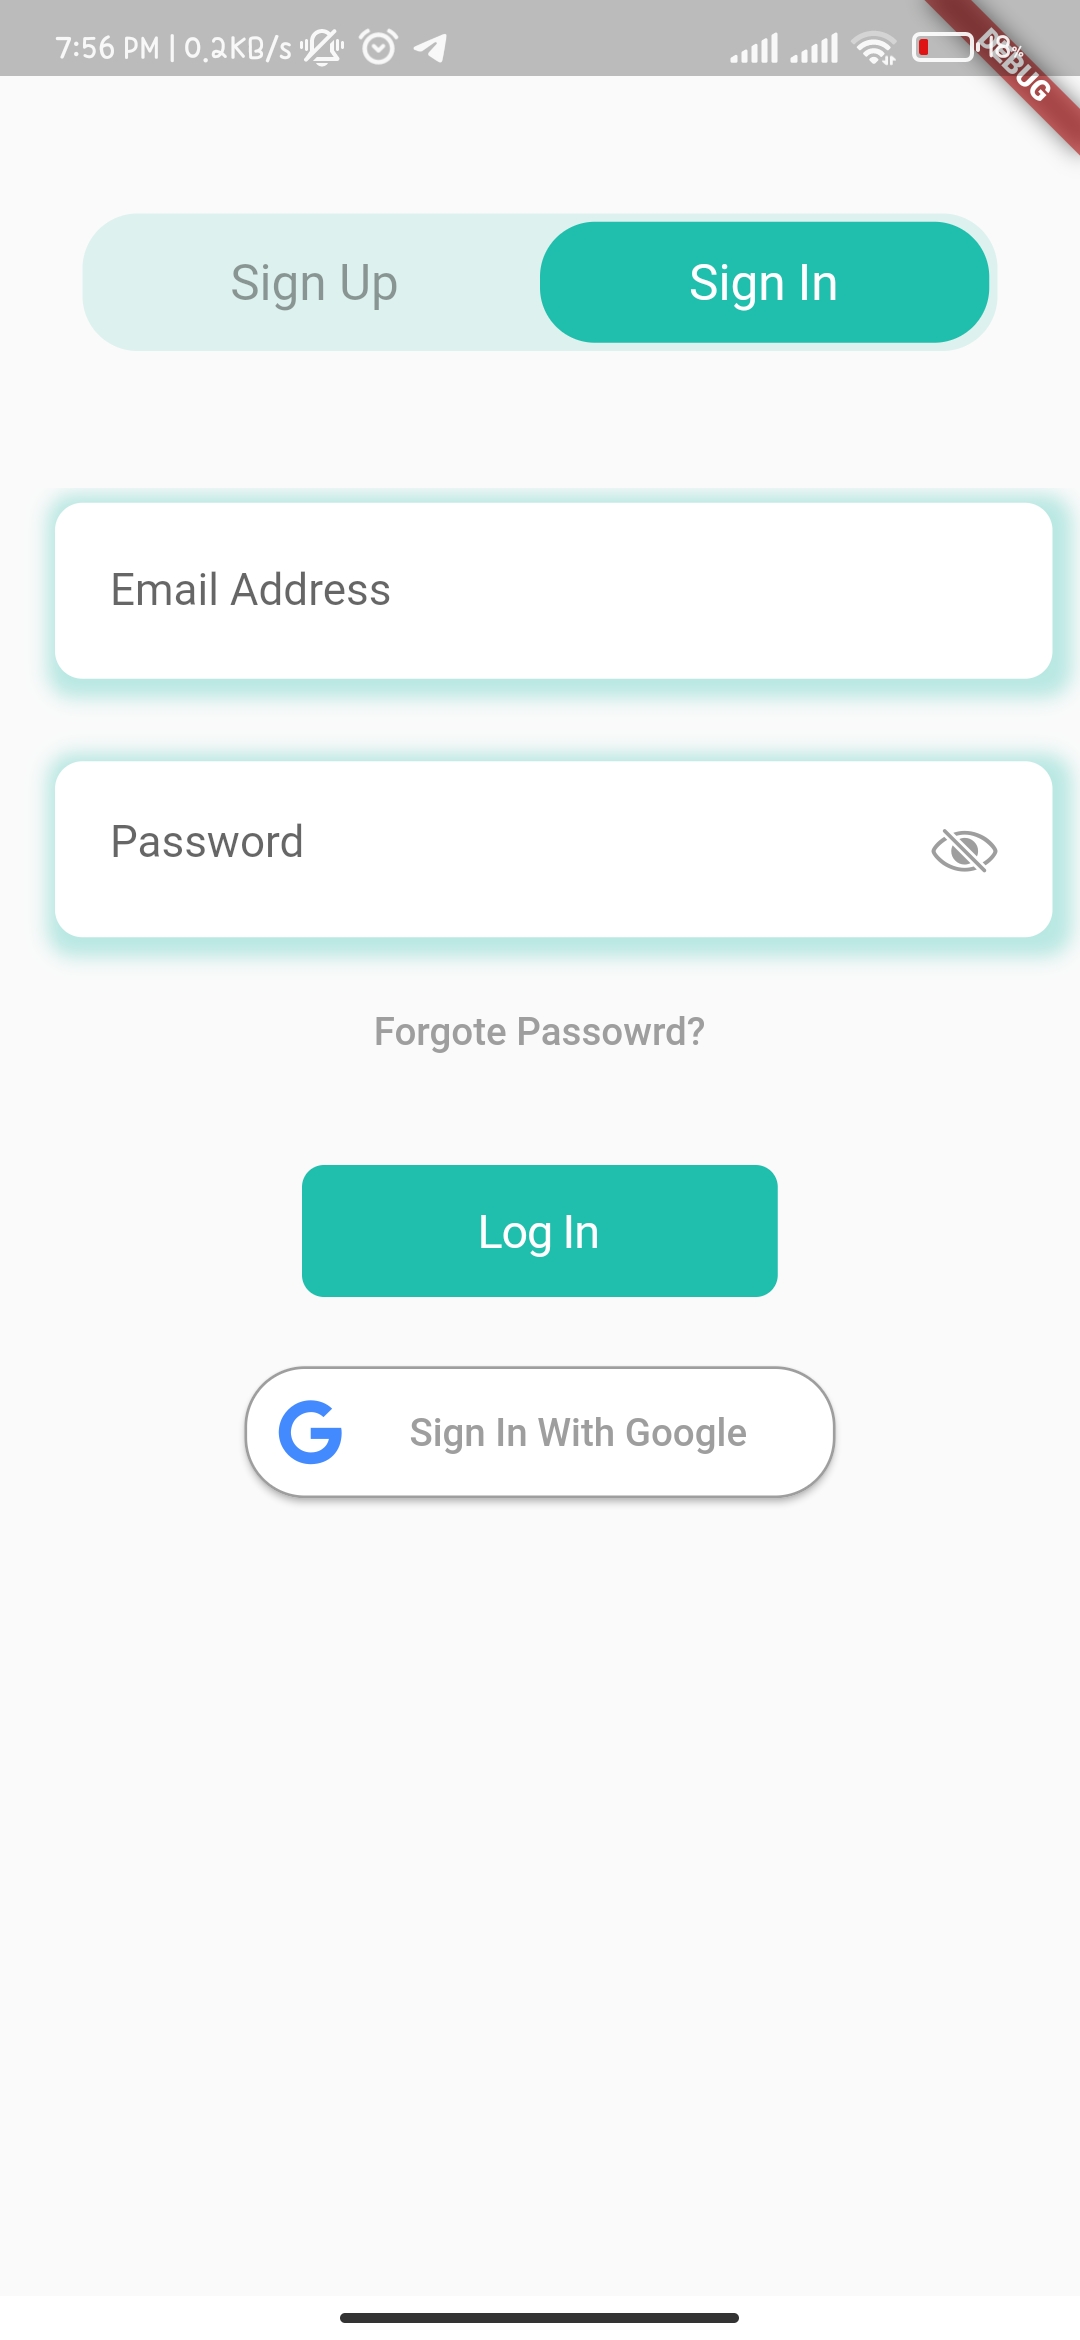 7:56 PM | 0.2KB/s
DEBUG
Sign Up
Sign In
Email Address
Password
Forgote Passowrd?
Log In
Sign In With Google